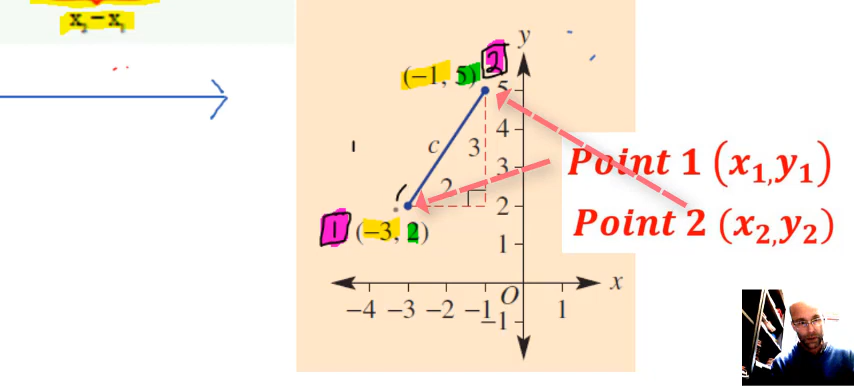 x₂ − x₁
y
2
(−1, 5)
5
4
c
3
3
2
2
1 (−3, 2)
1
Point 1 (x₁,y₁)
Point 2 (x₂,y₂)
x
−4 −3 −2 −1 O 1
−1